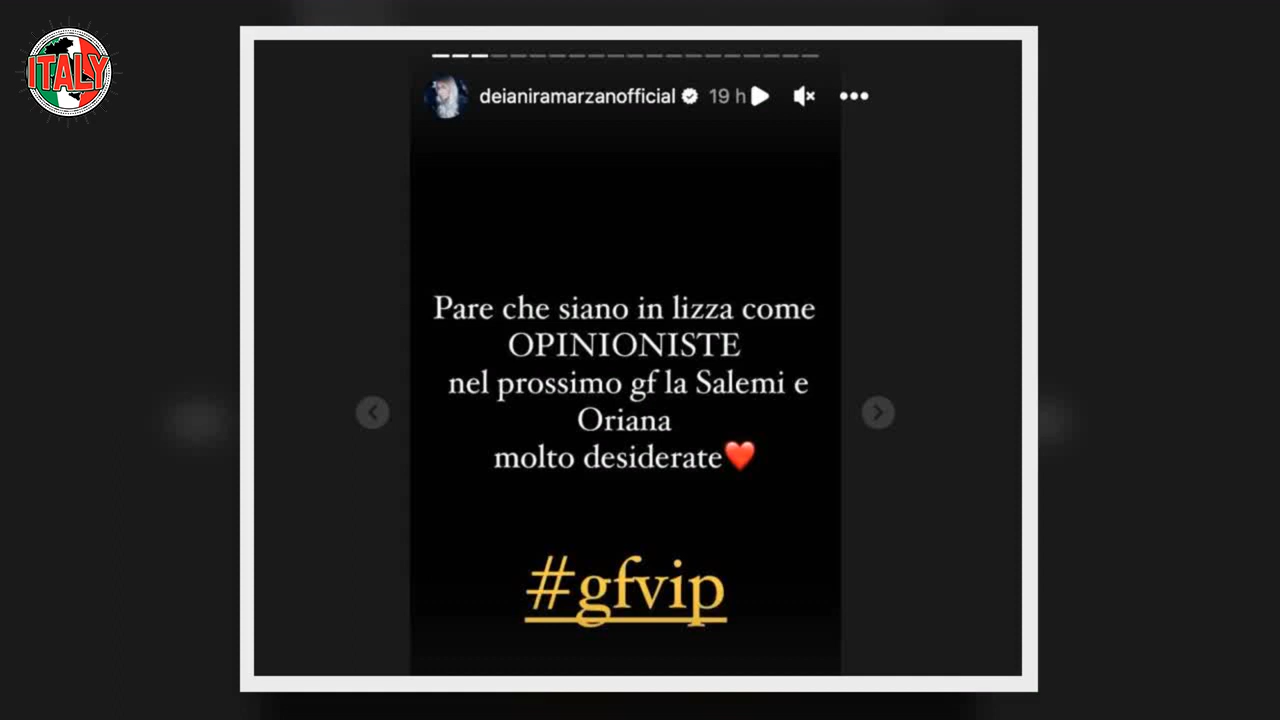 ITALY
deianiramarzanofficial 19 h
Pare che siano in lizza come
OPINIONISTE
nel prossimo gf la Salemi e
Oriana
molto desiderate❤️
#gfvip